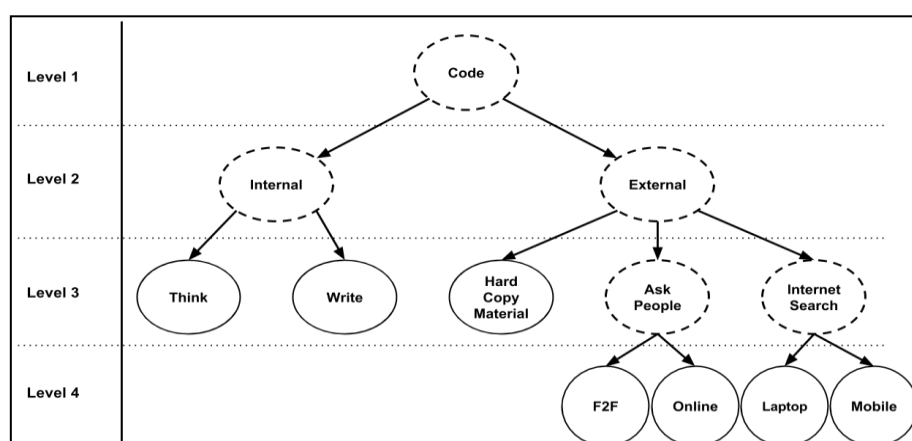 Level 1
Code
Level 2
Internal
External
Level 3
Think
Write
Hard
Copy
Material
Ask
People
Internet
Search
Level 4
F2F
Online
Laptop
Mobile